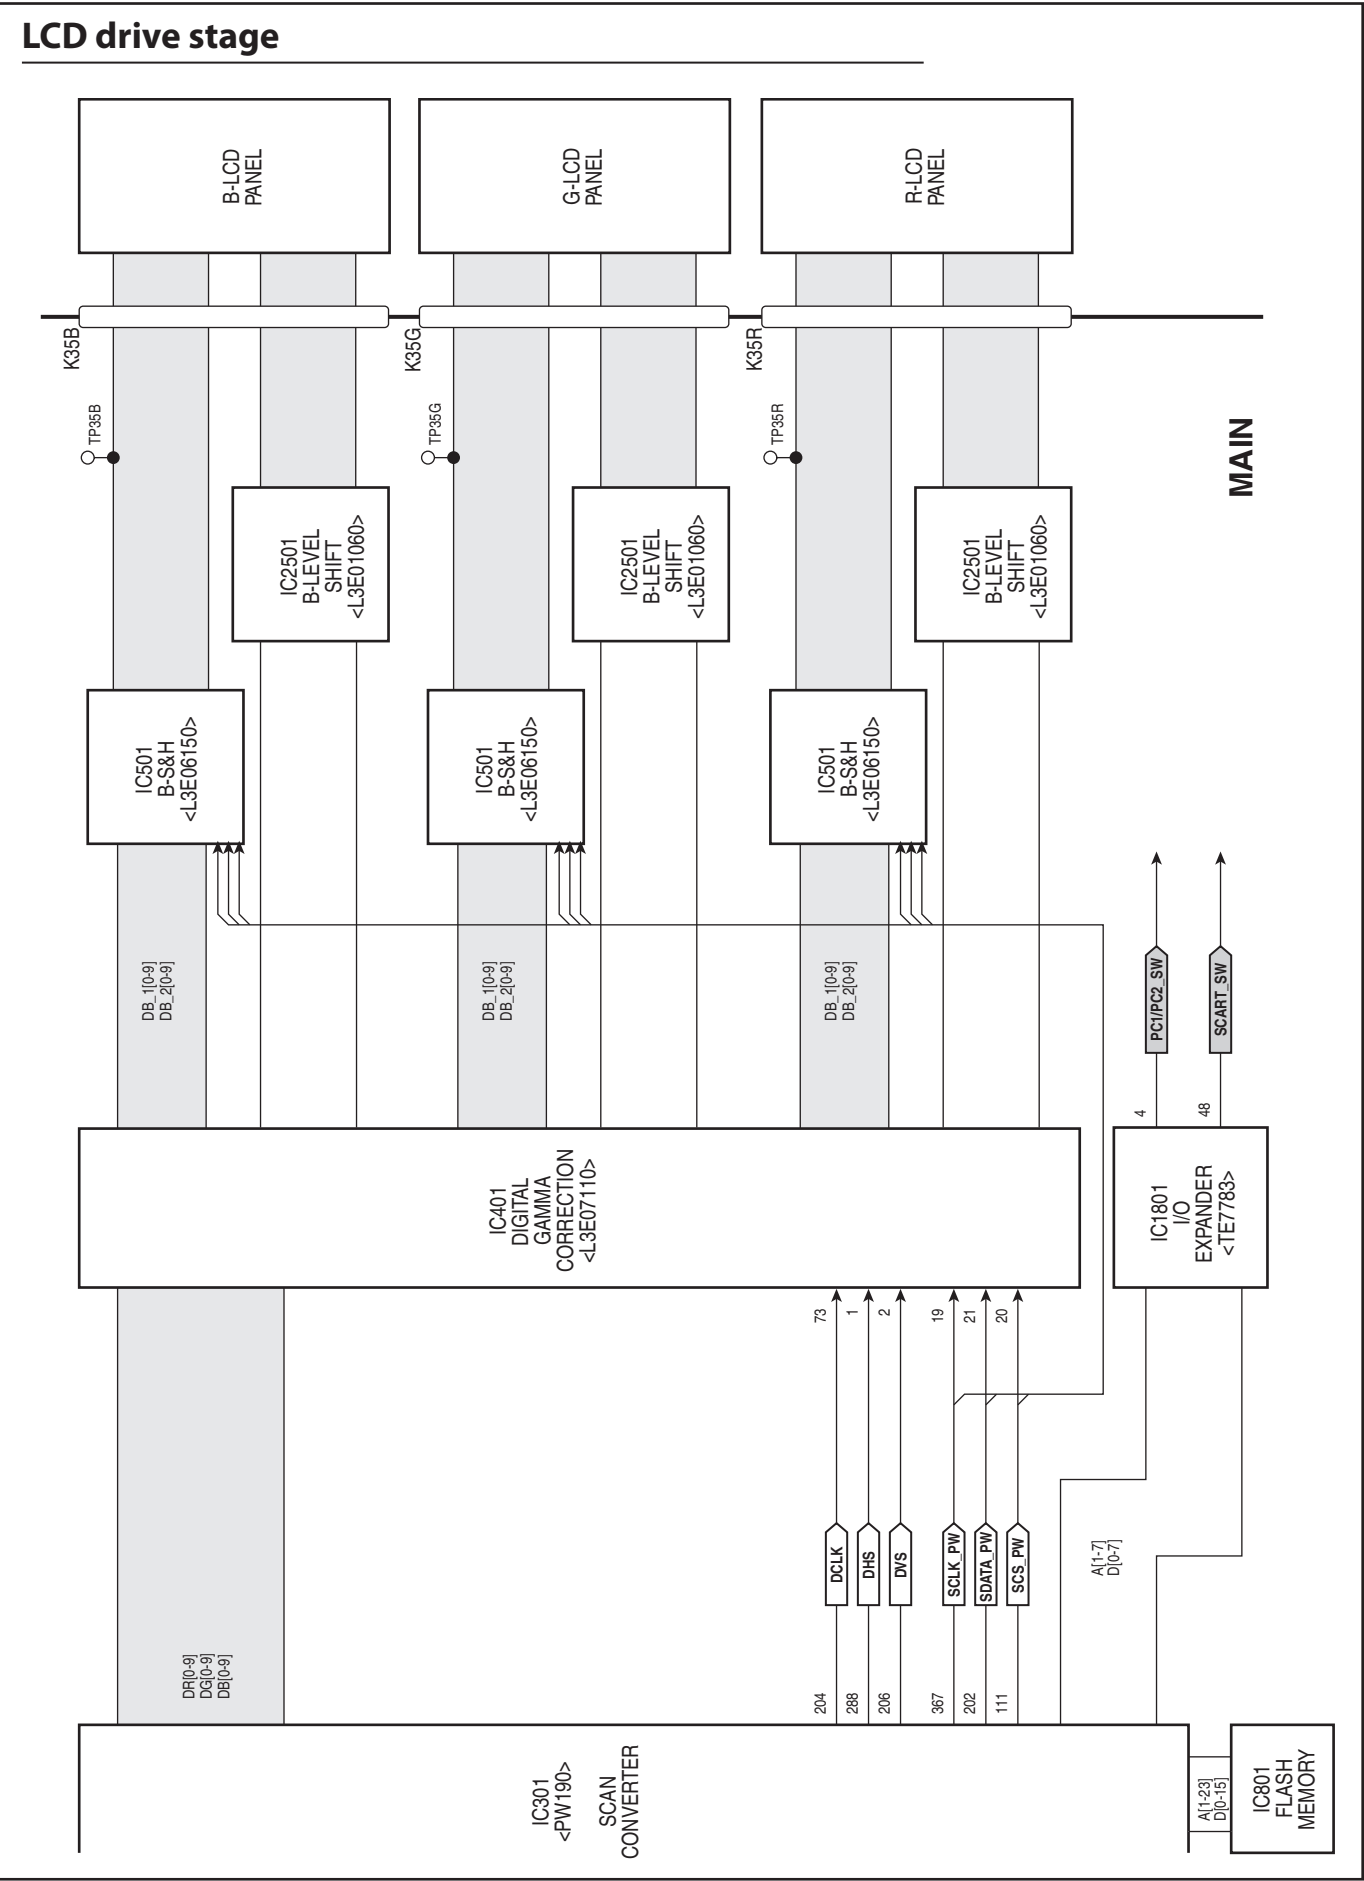 LCD drive stage
B-LCD
PANEL
G-LCD
PANEL
R-LCD
PANEL
K35B
K35G
K35R
TP35B
TP35G
TP35R
MAIN
IC2501
B-LEVEL
SHIFT
<L3E01060>
IC2501
B-LEVEL
SHIFT
<L3E01060>
IC2501
B-LEVEL
SHIFT
<L3E01060>
IC501
B-S&H
<L3E06150>
IC501
B-S&H
<L3E06150>
IC501
B-S&H
<L3E06150>
DB_1[0-9]
DB_2[0-9]
DB_1[0-9]
DB_2[0-9]
DB_1[0-9]
DB_2[0-9]
PC1/PC2_SW
SCART_SW
4
48
IC401
DIGITAL
GAMMA
CORRECTION
<L3E07110>
IC1801
I/O
EXPANDER
<TE7783>
73
1
2
19
21
20
DCLK
DHS
DVS
SCLK_PW
SDATA_PW
SCS_PW
A[1-7]
D[0-7]
DR[0-9]
DG[0-9]
DB[0-9]
204
288
206
367
202
111
IC301
<PW190>
SCAN
CONVERTER
A[1-23]
D[0-15]
IC801
FLASH
MEMORY